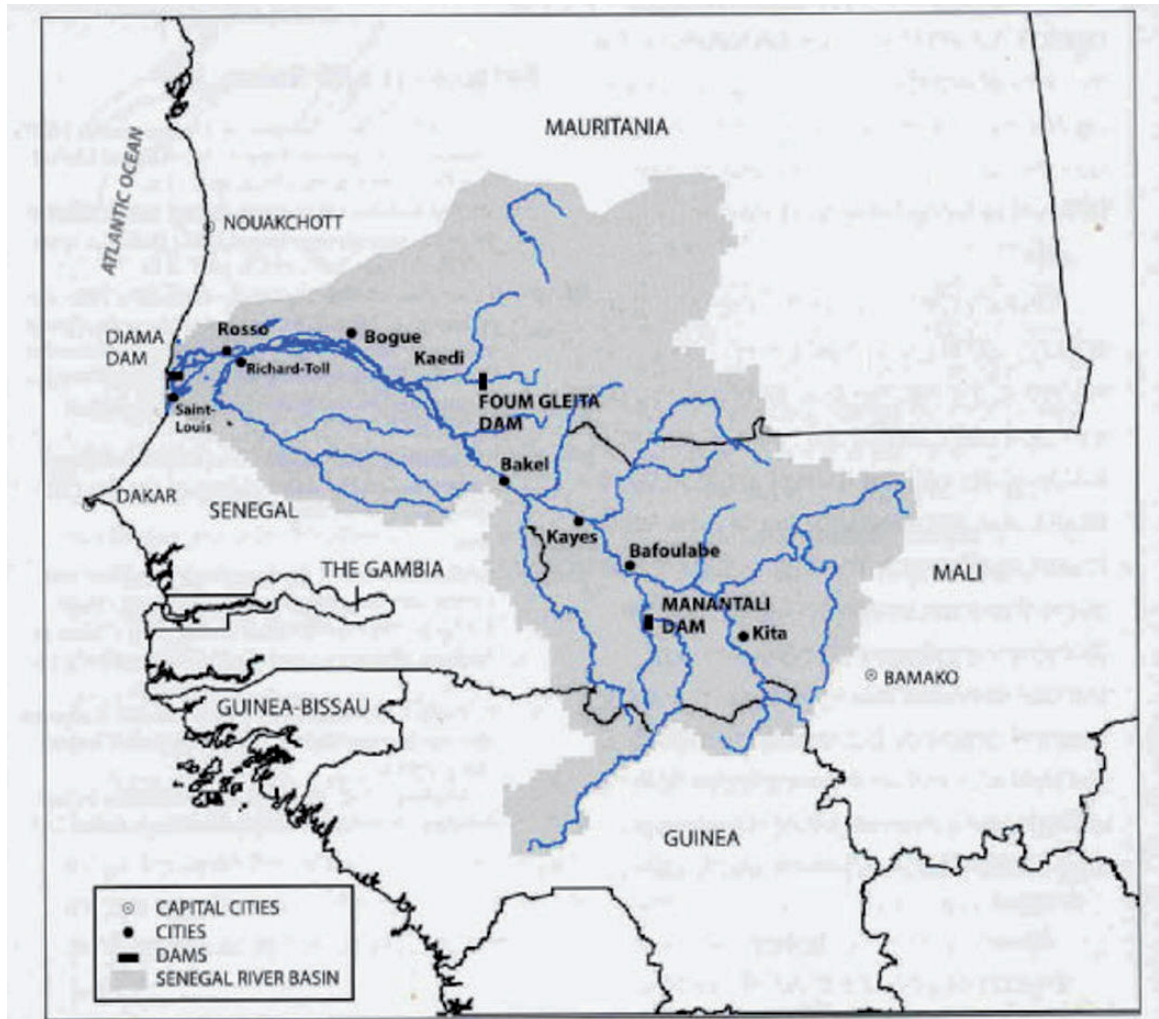 MAURITANIA
ATLANTIC OCEAN
NOUAKCHOTT
DIAMA
DAM
Rosso
Bogue
Richard-Toll
Kaedi
FOUM GLEITA
DAM
Saint-
Louis
Bakel
DAKAR
SENEGAL
Kayes
Bafoulabe
THE GAMBIA
MALI
MANANTALI
DAM
Kita
BAMAKO
GUINEA-BISSAU
GUINEA
CAPITAL CITIES
CITIES
DAMS
SENEGAL RIVER BASIN